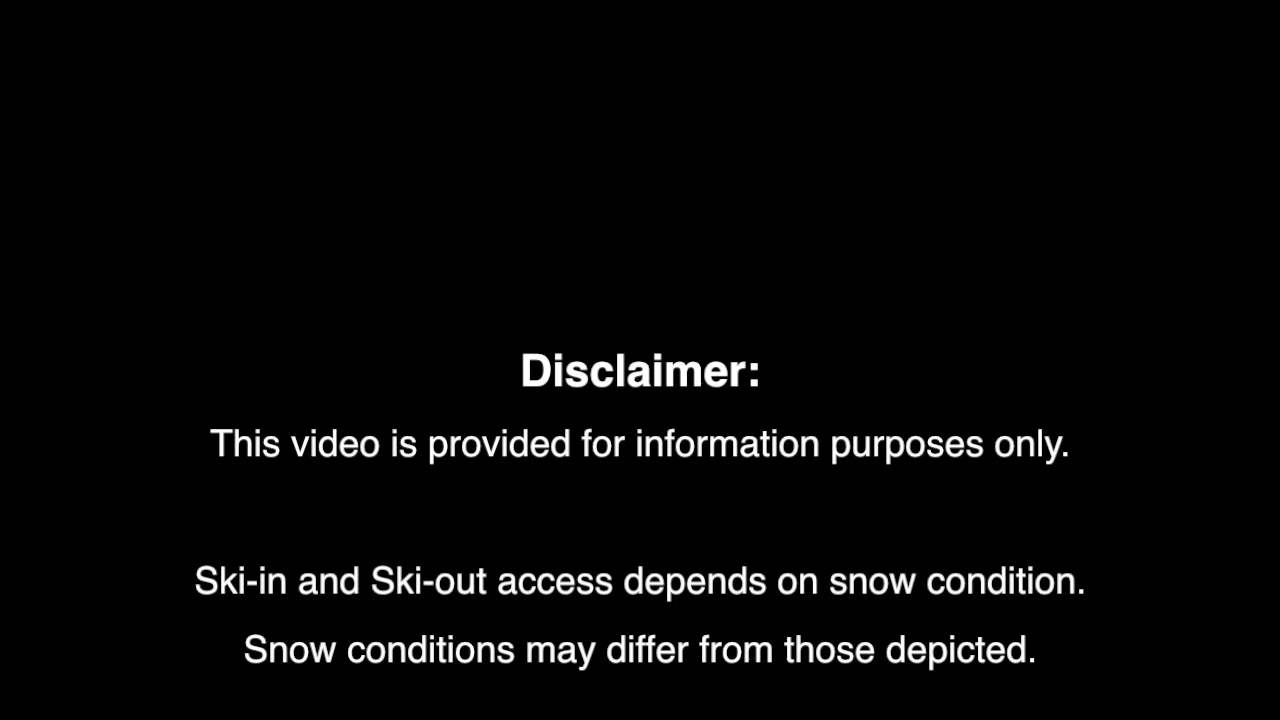 Disclaimer:
This video is provided for information purposes only.
Ski-in and Ski-out access depends on snow condition.
Snow conditions may differ from those depicted.